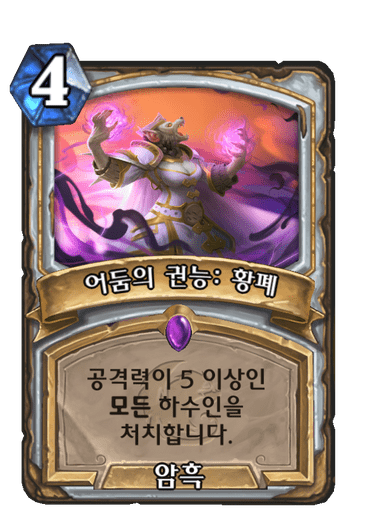 4
어둠의 권능: 황폐
공격력이 5 이상인
모든 하수인을
처치합니다.
암흑